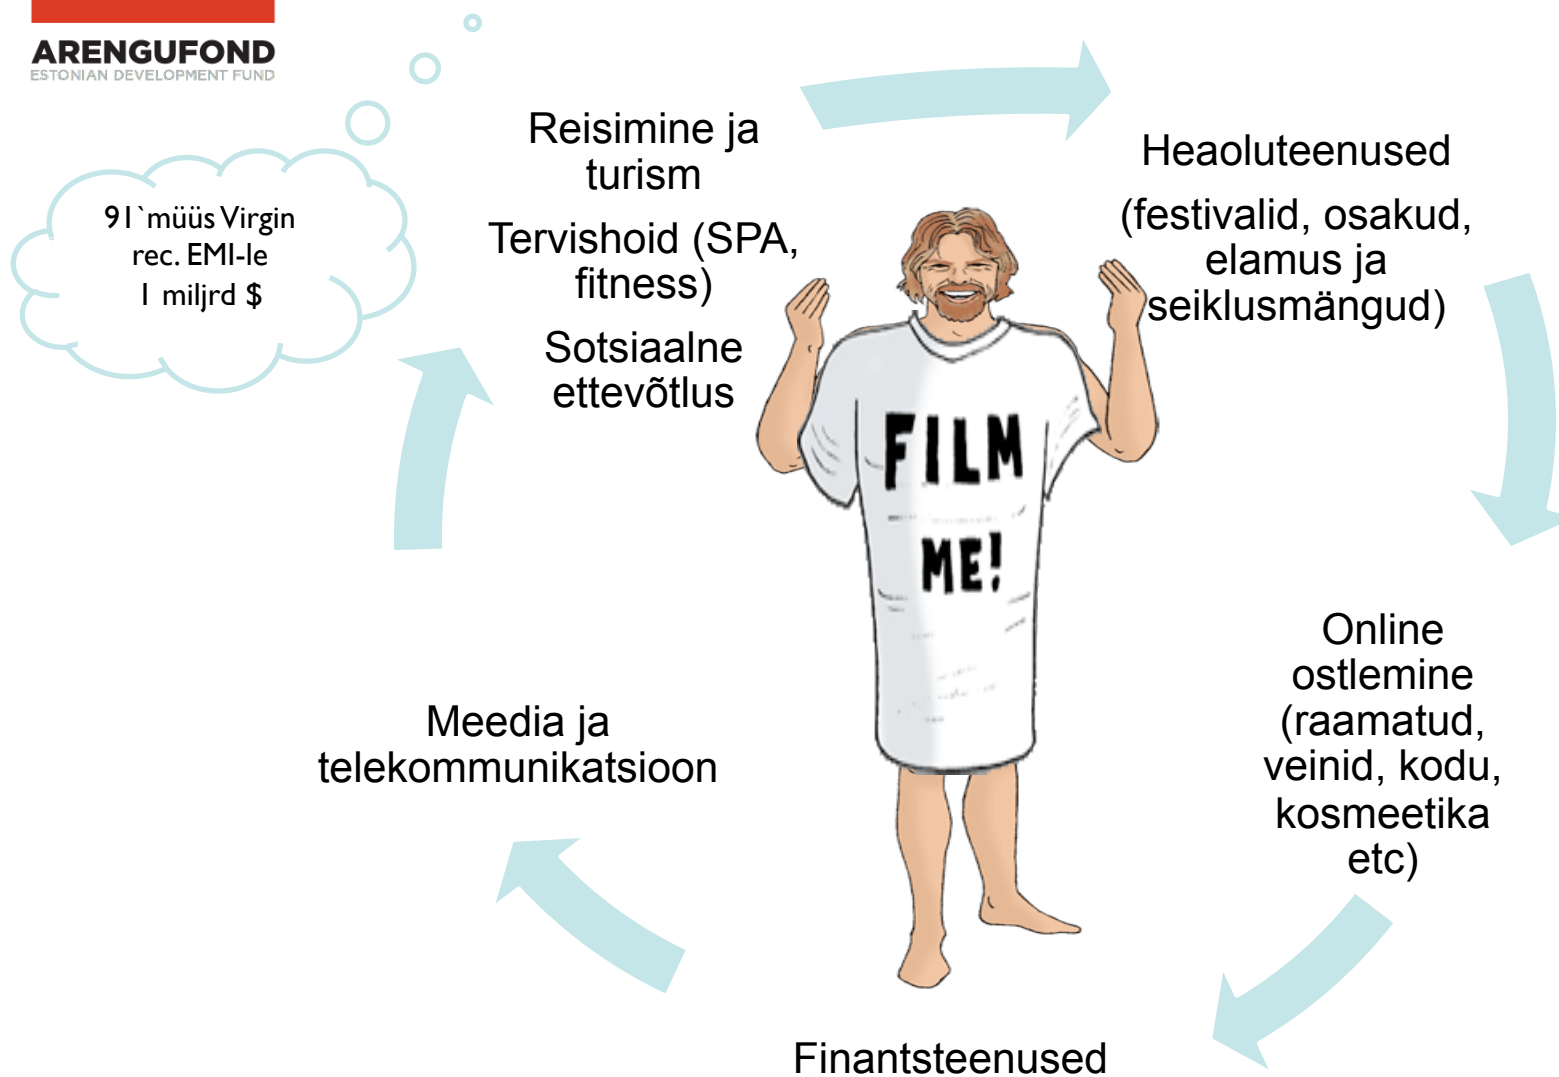 ARENGUFOND
ESTONIAN DEVELOPMENT FUND
91`müüs Virgin
rec. EMI-le
1 miljrd $
Reisimine ja
turism
Tervishoid (SPA,
fitness)
Sotsiaalne
ettevõtlus
Heaoluteenused
(festivalid, osakud,
elamus ja
seiklusmängud)
FILM
ME!
Online
ostlemine
(raamatud,
veinid, kodu,
kosmeetika
etc)
Meedia ja
telekommunikatsioon
Finantsteenused